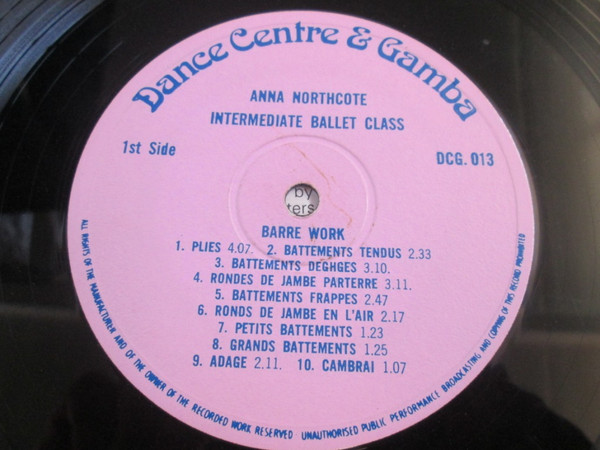 Dance Centre & Gamba
ANNA NORTHCOTE
INTERMEDIATE BALLET CLASS
1st Side
DCG. 013
by
ters
BARRE WORK
1. PLIES 4.07. 2. BATTEMENTS TENDUS 2.33
3. BATTEMENTS DEGHGES 3.10.
4. RONDES DE JAMBE PARTERRE 3.11.
5. BATTEMENTS FRAPPES 2.47
6. RONDS DE JAMBE EN L'AIR 2.17
7. PETITS BATTEMENTS 1.23
8. GRANDS BATTEMENTS 1.25
9. ADAGE 2.11. 10. CAMBRAI 1.07
ALL RIGHTS OF THE MANUFACTURER AND OF THE OWNER OF THE RECORDED WORK RESERVED UNAUTHORISED PUBLIC PERFORMANCE BROADCASTING AND COPYING OF THIS RECORD PROHIBITED